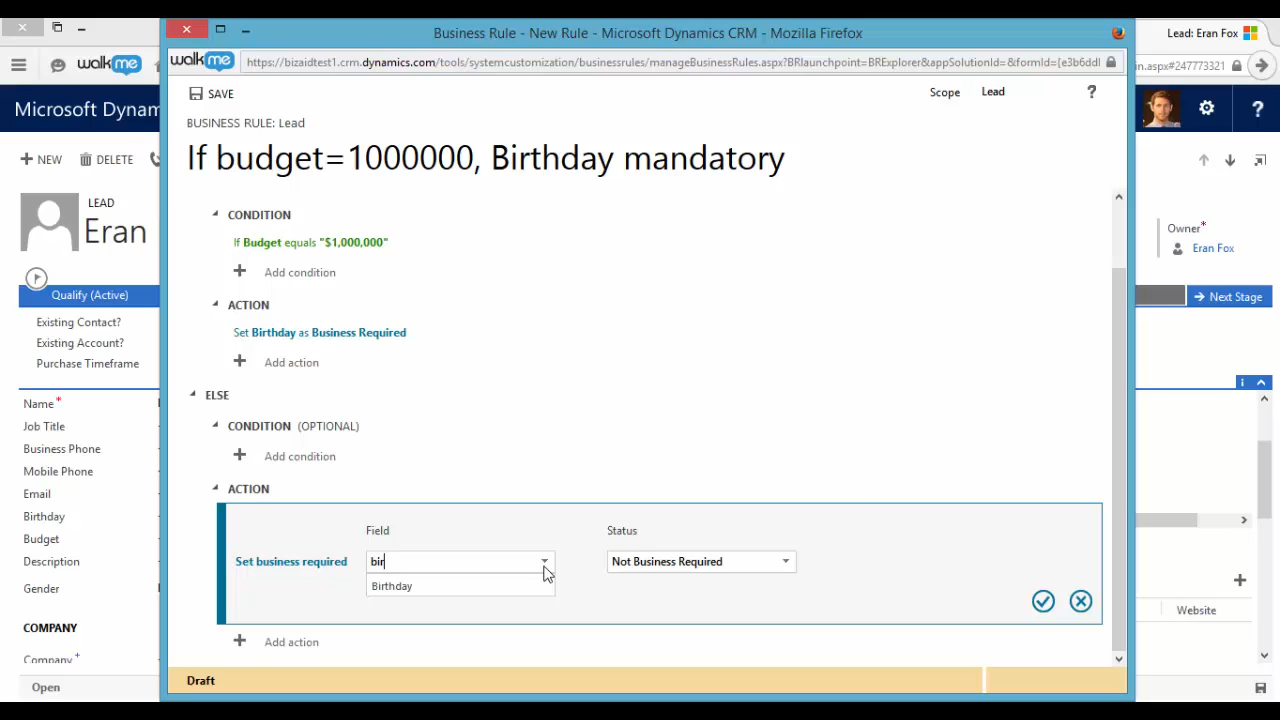 Business Rule - New Rule - Microsoft Dynamics CRM - Mozilla Firefox
Lead: Eran Fox
walkme
walkme
https://bizaidtest1.crm.dynamics.com/tools/systemcustomization/businessrules/manageBusinessRules.aspx?BRlaunchpoint=BRExplorer&appSolutionId=&formId={e3b6ddl
in.aspx#247773321
SAVE
Scope
Lead
?
Microsoft Dynam
?
BUSINESS RULE: Lead
If budget=1000000, Birthday mandatory
NEW
DELETE
LEAD
Eran
CONDITION
If Budget equals "$1,000,000"
Add condition
Owner*
Eran Fox
Qualify (Active)
Next Stage
ACTION
Set Birthday as Business Required
Add action
Existing Contact?
Existing Account?
Purchase Timeframe
ELSE
CONDITION (OPTIONAL)
Add condition
ACTION
Name*
Job Title
Business Phone
Mobile Phone
Email
Birthday
Budget
Description
Gender
COMPANY
Company*
Field
Status
Set business required
bir
Not Business Required
Birthday
Add action
Website
Draft
Open